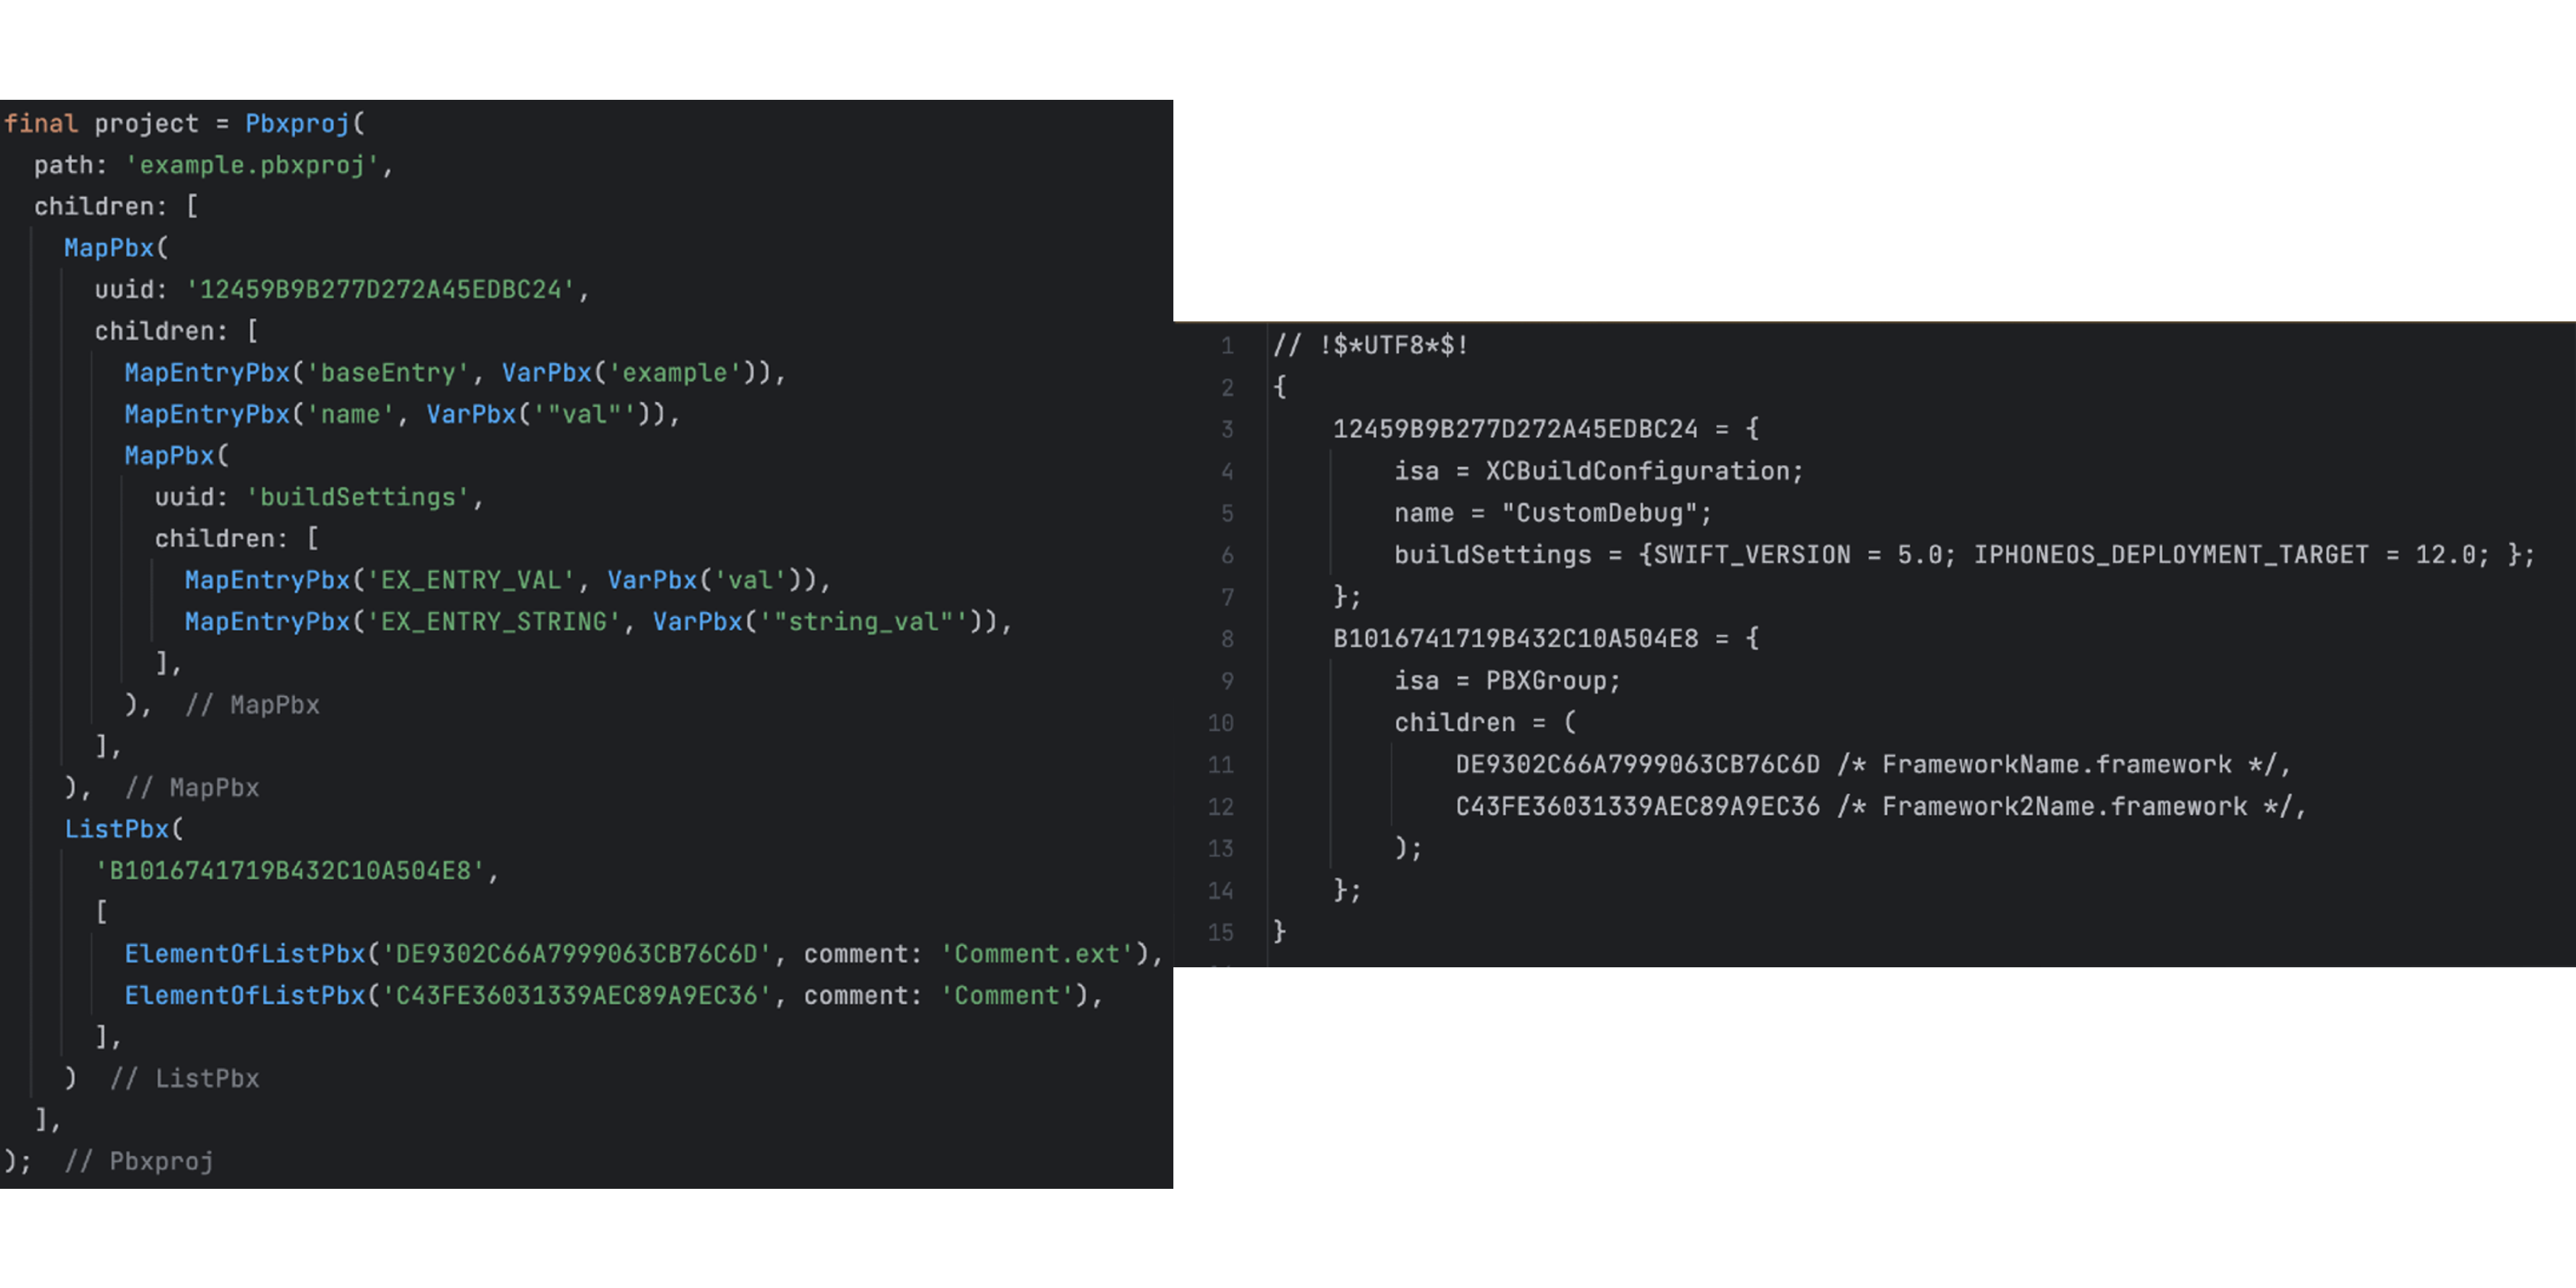 final project = Pbxproj(
  path: 'example.pbxproj',
  children: [
    MapPbx(
      uuid: '12459B9B277D272A45EDBC24',
      children: [
        MapEntryPbx('baseEntry', VarPbx('example')),
        MapEntryPbx('name', VarPbx('"val"')),
        MapPbx(
          uuid: 'buildSettings',
          children: [
            MapEntryPbx('EX_ENTRY_VAL', VarPbx('val')),
            MapEntryPbx('EX_ENTRY_STRING', VarPbx('"string_val"')),
          ],
        ), // MapPbx
      ],
    ), // MapPbx
    ListPbx(
      'B1016741719B432C10A504E8',
      [
        ElementOfListPbx('DE9302C66A7999063CB76C6D', comment: 'Comment.ext'),
        ElementOfListPbx('C43FE36031339AEC89A9EC36', comment: 'Comment'),
      ],
    ) // ListPbx
  ],
); // Pbxproj
1 // !$*UTF8*$!
2 {
3     12459B9B277D272A45EDBC24 = {
4         isa = XCBuildConfiguration;
5         name = "CustomDebug";
6         buildSettings = {SWIFT_VERSION = 5.0; IPHONEOS_DEPLOYMENT_TARGET = 12.0; };
7     };
8     B1016741719B432C10A504E8 = {
9         isa = PBXGroup;
10         children = (
11             DE9302C66A7999063CB76C6D /* FrameworkName.framework */,
12             C43FE36031339AEC89A9EC36 /* Framework2Name.framework */,
13         );
14     };
15 }